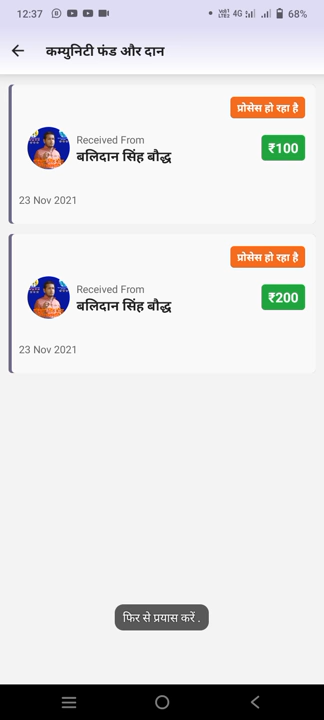 12:37
4G
68%
कम्युनिटी फंड और दान
प्रोसेस हो रहा है
Received From
बलिदान सिंह बौद्ध
₹100
23 Nov 2021
प्रोसेस हो रहा है
Received From
बलिदान सिंह बौद्ध
₹200
23 Nov 2021
फिर से प्रयास करें .